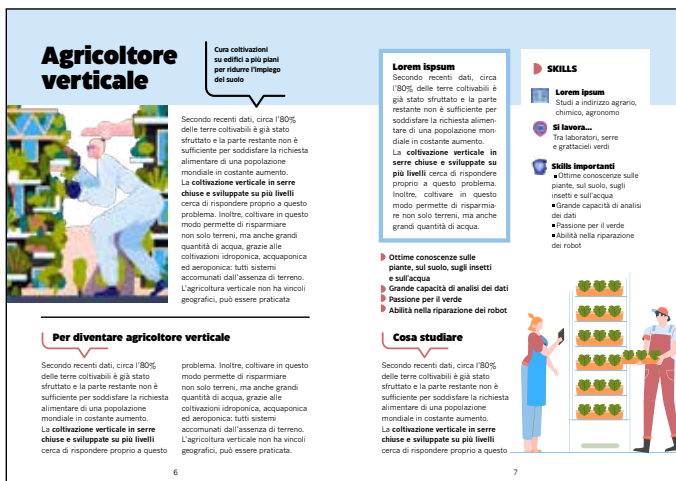 Agricoltore
verticale
Cura coltivazioni
su edifici a più piani
per ridurre l'impiego
del suolo
Secondo recenti dati, circa l'80%
delle terre coltivabili è già stato
sfruttato e la parte restante non è
sufficiente per soddisfare la richiesta
alimentare di una popolazione
mondiale in costante aumento.
La coltivazione verticale in serre
chiuse e sviluppate su più livelli
cerca di rispondere proprio a questo
problema. Inoltre, coltivare in questo
modo permette di risparmiare
non solo terreni, ma anche grandi
quantità di acqua, grazie alle
coltivazioni idroponica, acquaponica
ed aeroponica: tutti sistemi
accomunati dall'assenza di terreno.
L'agricoltura verticale non ha vincoli
geografici, può essere praticata
Per diventare agricoltore verticale
Secondo recenti dati, circa l'80%
delle terre coltivabili è già stato
sfruttato e la parte restante non è
sufficiente per soddisfare la richiesta
alimentare di una popolazione
mondiale in costante aumento.
La coltivazione verticale in serre
chiuse e sviluppate su più livelli
cerca di rispondere proprio a questo
problema. Inoltre, coltivare in questo
modo permette di risparmiare
non solo terreni, ma anche grandi
quantità di acqua, grazie alle
coltivazioni idroponica, acquaponica
ed aeroponica: tutti sistemi
accomunati dall'assenza di terreno.
L'agricoltura verticale non ha vincoli
geografici, può essere praticata.
6
Lorem ispsum
Secondo recenti dati, circa
l'80% delle terre coltivabili è
già stato sfruttato e la parte
restante non è sufficiente per
soddisfare la richiesta alimen-
tare di una popolazione mon-
diale in costante aumento.
La coltivazione verticale in
serre chiuse e sviluppate su
più livelli cerca di rispondere
proprio a questo problema.
Inoltre, coltivare in questo
modo permette di risparmia-
re non solo terreni, ma anche
grandi quantità di acqua.
Ottime conoscenze sulle
piante, sul suolo, sugli insetti
e sull'acqua
Grande capacità di analisi dei dati
Passione per il verde
Abilità nella riparazione dei robot
Cosa studiare
Secondo recenti dati, circa l'80%
delle terre coltivabili è già stato
sfruttato e la parte restante non è
sufficiente per soddisfare la richiesta
alimentare di una popolazione
mondiale in costante aumento.
La coltivazione verticale in serre
chiuse e sviluppate su più livelli
cerca di rispondere proprio a questo
SKILLS
Lorem ipsum
Studi a indirizzo agrario,
chimico, agronomo
Si lavora...
Tra laboratori, serre
e grattacieli verdi
Skills importanti
▪ Ottime conoscenze sulle
piante, sul suolo, sugli
insetti e sull'acqua
▪ Grande capacità di analisi
dei dati
▪ Passione per il verde
▪ Abilità nella riparazione
dei robot
7